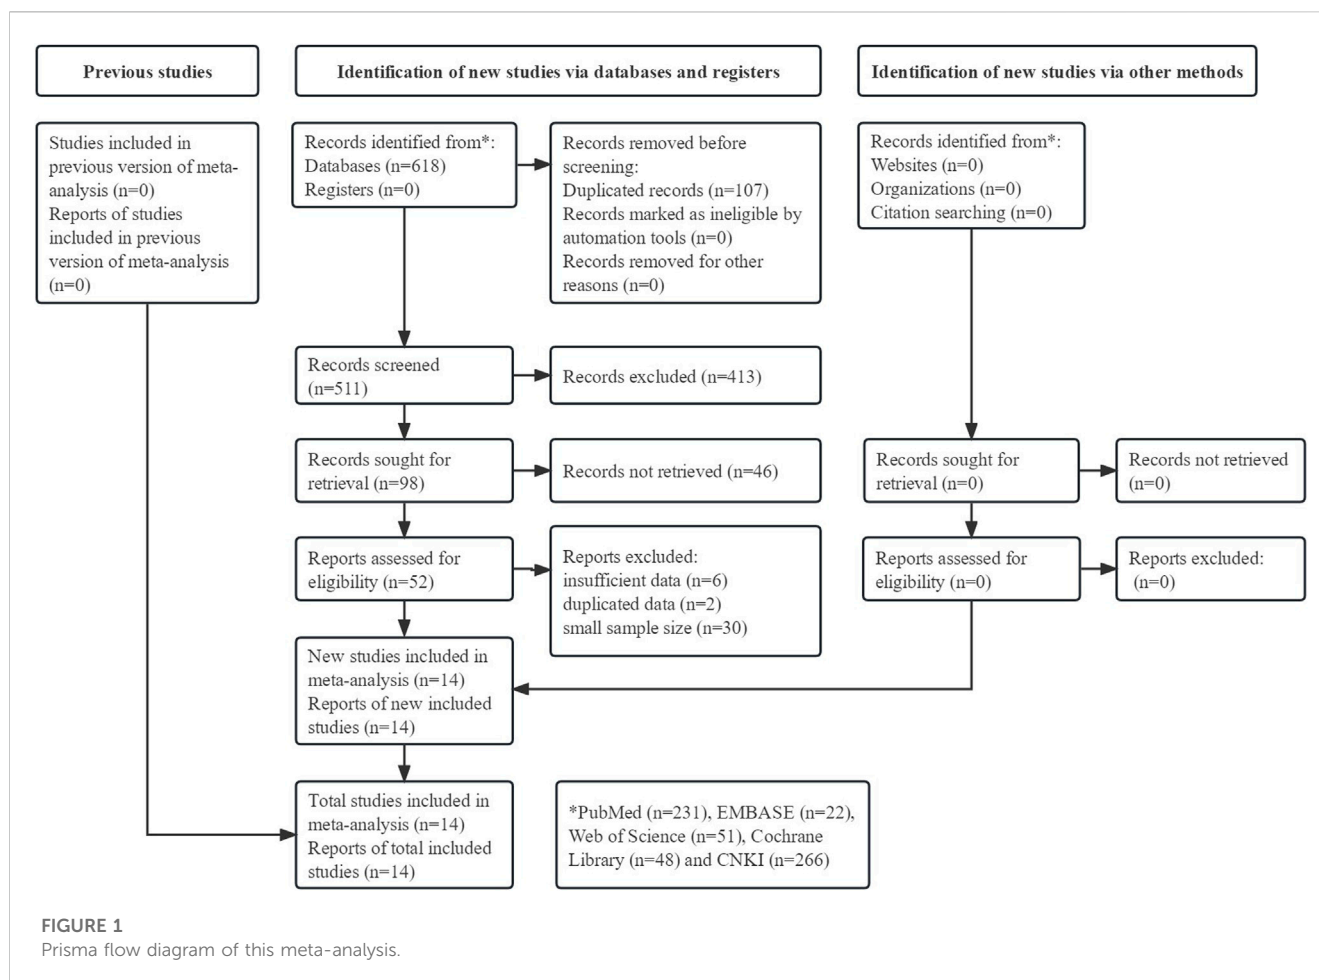 Previous studies
Identification of new studies via databases and registers
Identification of new studies via other methods
Studies included in
previous version of meta-
analysis (n=0)
Reports of studies
included in previous
version of meta-analysis
(n=0)
Records identified from*:
Databases (n=618)
Registers (n=0)
Records removed before
screening:
Duplicated records (n=107)
Records marked as ineligible by
automation tools (n=0)
Records removed for other
reasons (n=0)
Records identified from*:
Websites (n=0)
Organizations (n=0)
Citation searching (n=0)
Records screened
(n=511)
Records excluded (n=413)
Records sought for
retrieval (n=98)
Records not retrieved (n=46)
Records sought for
retrieval (n=0)
Records not retrieved
(n=0)
Reports assessed for
eligibility (n=52)
Reports excluded:
insufficient data (n=6)
duplicated data (n=2)
small sample size (n=30)
Reports assessed for
eligibility (n=0)
Reports excluded:
(n=0)
New studies included in
meta-analysis (n=14)
Reports of new included
studies (n=14)
Total studies included in
meta-analysis (n=14)
Reports of total included
studies (n=14)
*PubMed (n=231), EMBASE (n=22),
Web of Science (n=51), Cochrane
Library (n=48) and CNKI (n=266)
FIGURE 1
Prisma flow diagram of this meta-analysis.